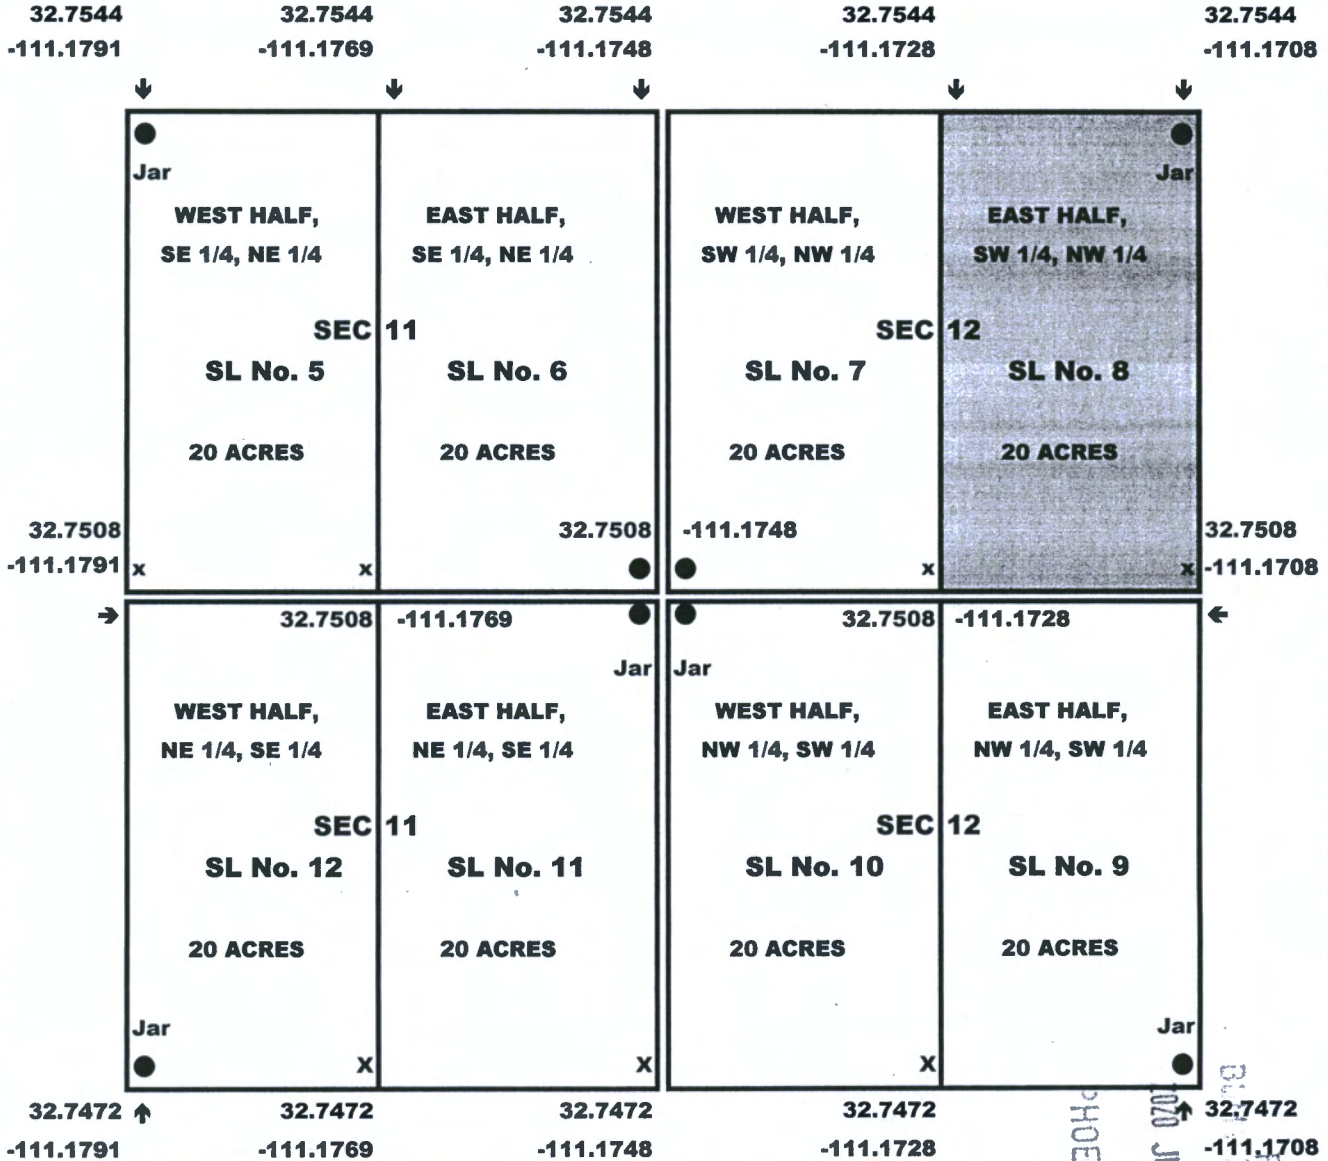 32.7544 32.7544 32.7544 32.7544 32.7544
-111.1791 -111.1769 -111.1748 -111.1728 -111.1708
Jar Jar
WEST HALF, EAST HALF, WEST HALF, EAST HALF,
SE 1/4, NE 1/4 SE 1/4, NE 1/4 SW 1/4, NW 1/4 SW 1/4, NW 1/4
SEC 11 SEC 12
SL No. 5 SL No. 6 SL No. 7 SL No. 8
20 ACRES 20 ACRES 20 ACRES 20 ACRES
32.7508 32.7508 -111.1748 32.7508
-111.1791 x x x x -111.1708
32.7508 -111.1769 32.7508 -111.1728
Jar Jar
WEST HALF, EAST HALF, WEST HALF, EAST HALF,
NE 1/4, SE 1/4 NE 1/4, SE 1/4 NW 1/4, SW 1/4 NW 1/4, SW 1/4
SEC 11 SEC 12
SL No. 12 SL No. 11 SL No. 10 SL No. 9
20 ACRES 20 ACRES 20 ACRES 20 ACRES
Jar Jar
X X X
32.7472 32.7472 32.7472 32.7472 32.7472
-111.1791 -111.1769 -111.1748 -111.1728 -111.1708
PHOE